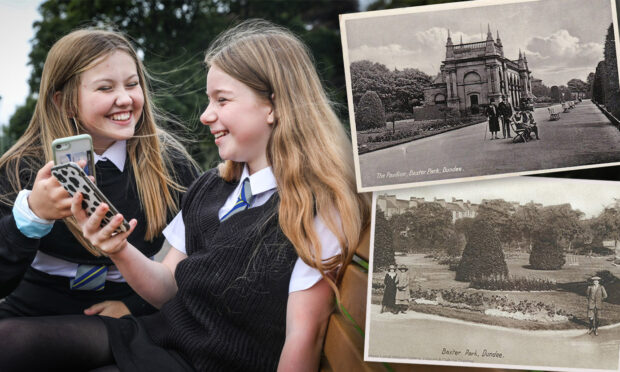 The Pavilion, Baxter Park, Dundee.
Baxter Park, Dundee.